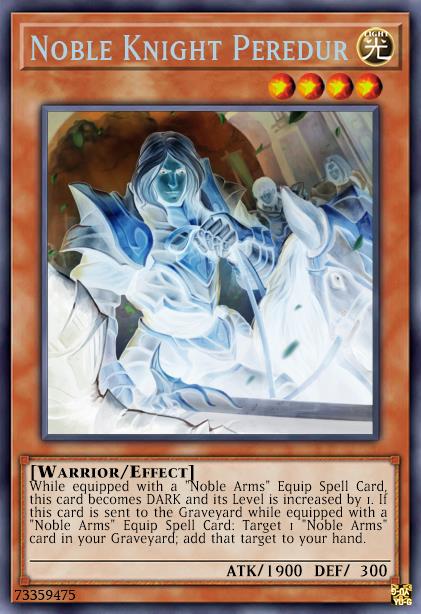 NOBLE KNIGHT PEREDUR
LIGHT
光
[WARRIOR/EFFECT]
While equipped with a "Noble Arms" Equip Spell Card,
this card becomes DARK and its Level is increased by 1. If
this card is sent to the Graveyard while equipped with a
"Noble Arms" Equip Spell Card: Target 1 "Noble Arms"
card in your Graveyard; add that target to your hand.
ATK/1900 DEF/ 300
73359475